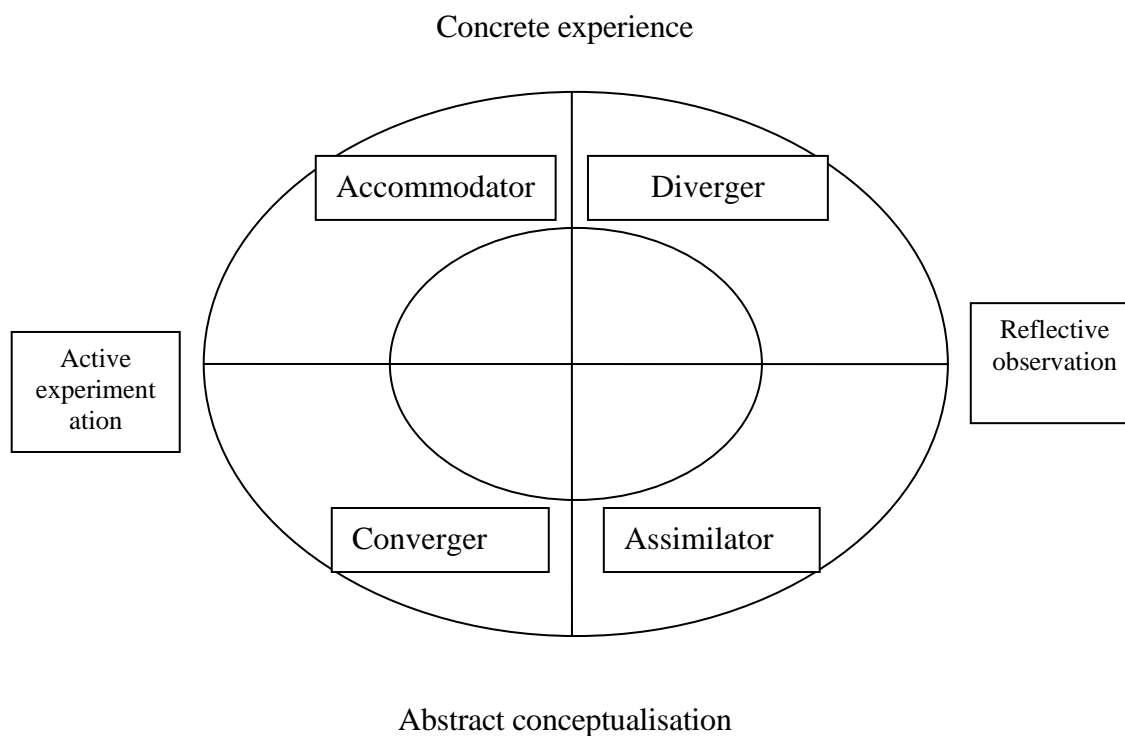 Concrete experience
Accommodator
Diverger
Active
experiment
ation
Reflective
observation
Converger
Assimilator
Abstract conceptualisation